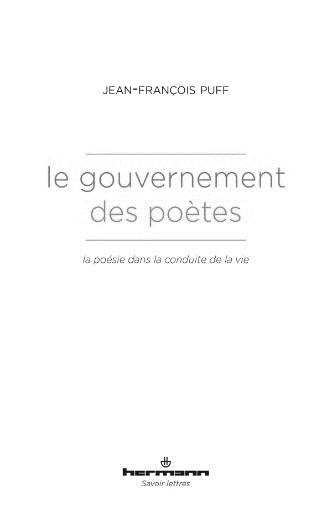 JEAN-FRANÇOIS PUFF
le gouvernement
des poètes
la poésie dans la conduite de la vie
hermann
Savoir lettres